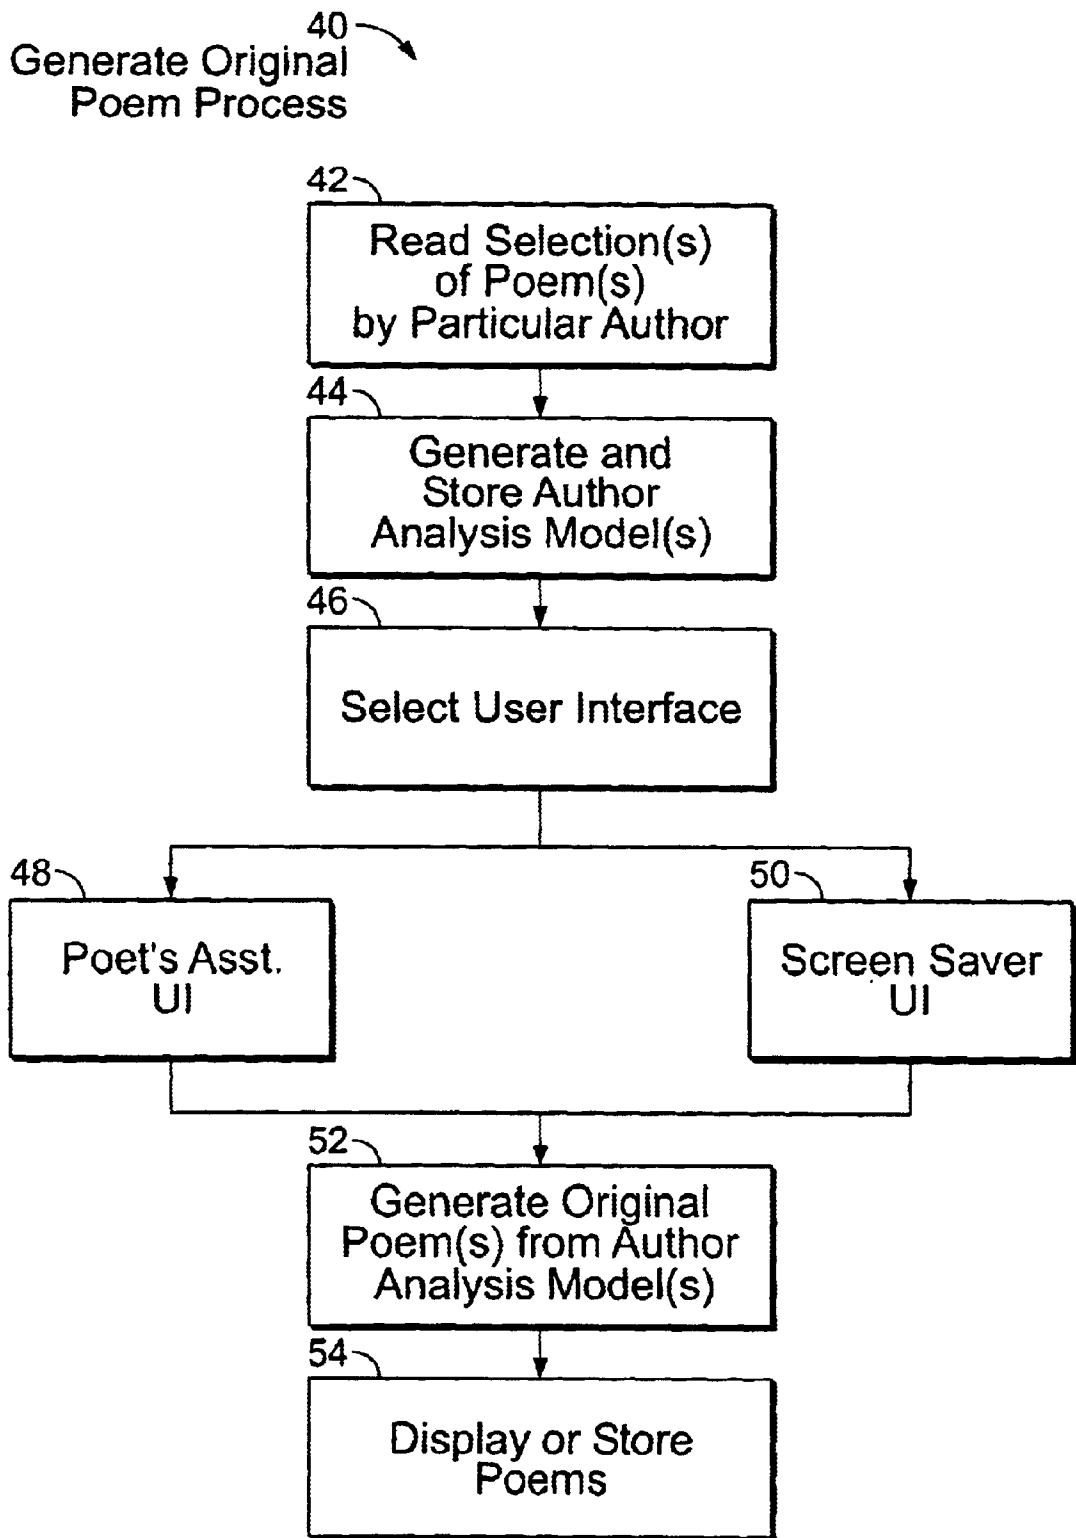 40
Generate Original
Poem Process
42
Read Selection(s)
of Poem(s)
by Particular Author
44
Generate and
Store Author
Analysis Model(s)
46
Select User Interface
48
Poet's Asst.
UI
50
Screen Saver
UI
52
Generate Original
Poem(s) from Author
Analysis Model(s)
54
Display or Store
Poems